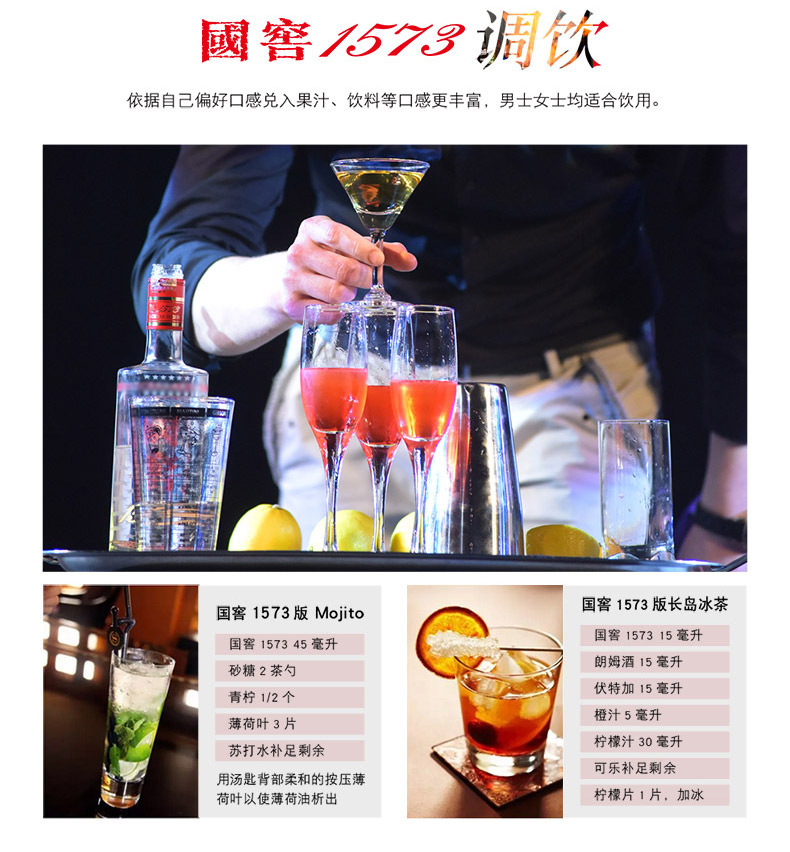 國窖1573调饮
依据自己偏好口感兑入果汁、饮料等口感更丰富，男士女士均适合饮用。
1573
国窖 1573 版 Mojito
国窖 1573 45 毫升
砂糖 2 茶勺
青柠 1/2 个
薄荷叶 3 片
苏打水补足剩余
用汤匙背部柔和的按压薄
荷叶以使薄荷油析出
国窖 1573 版长岛冰茶
国窖 1573 15 毫升
朗姆酒 15 毫升
伏特加 15 毫升
橙汁 5 毫升
柠檬汁 30 毫升
可乐补足剩余
柠檬片 1 片，加冰